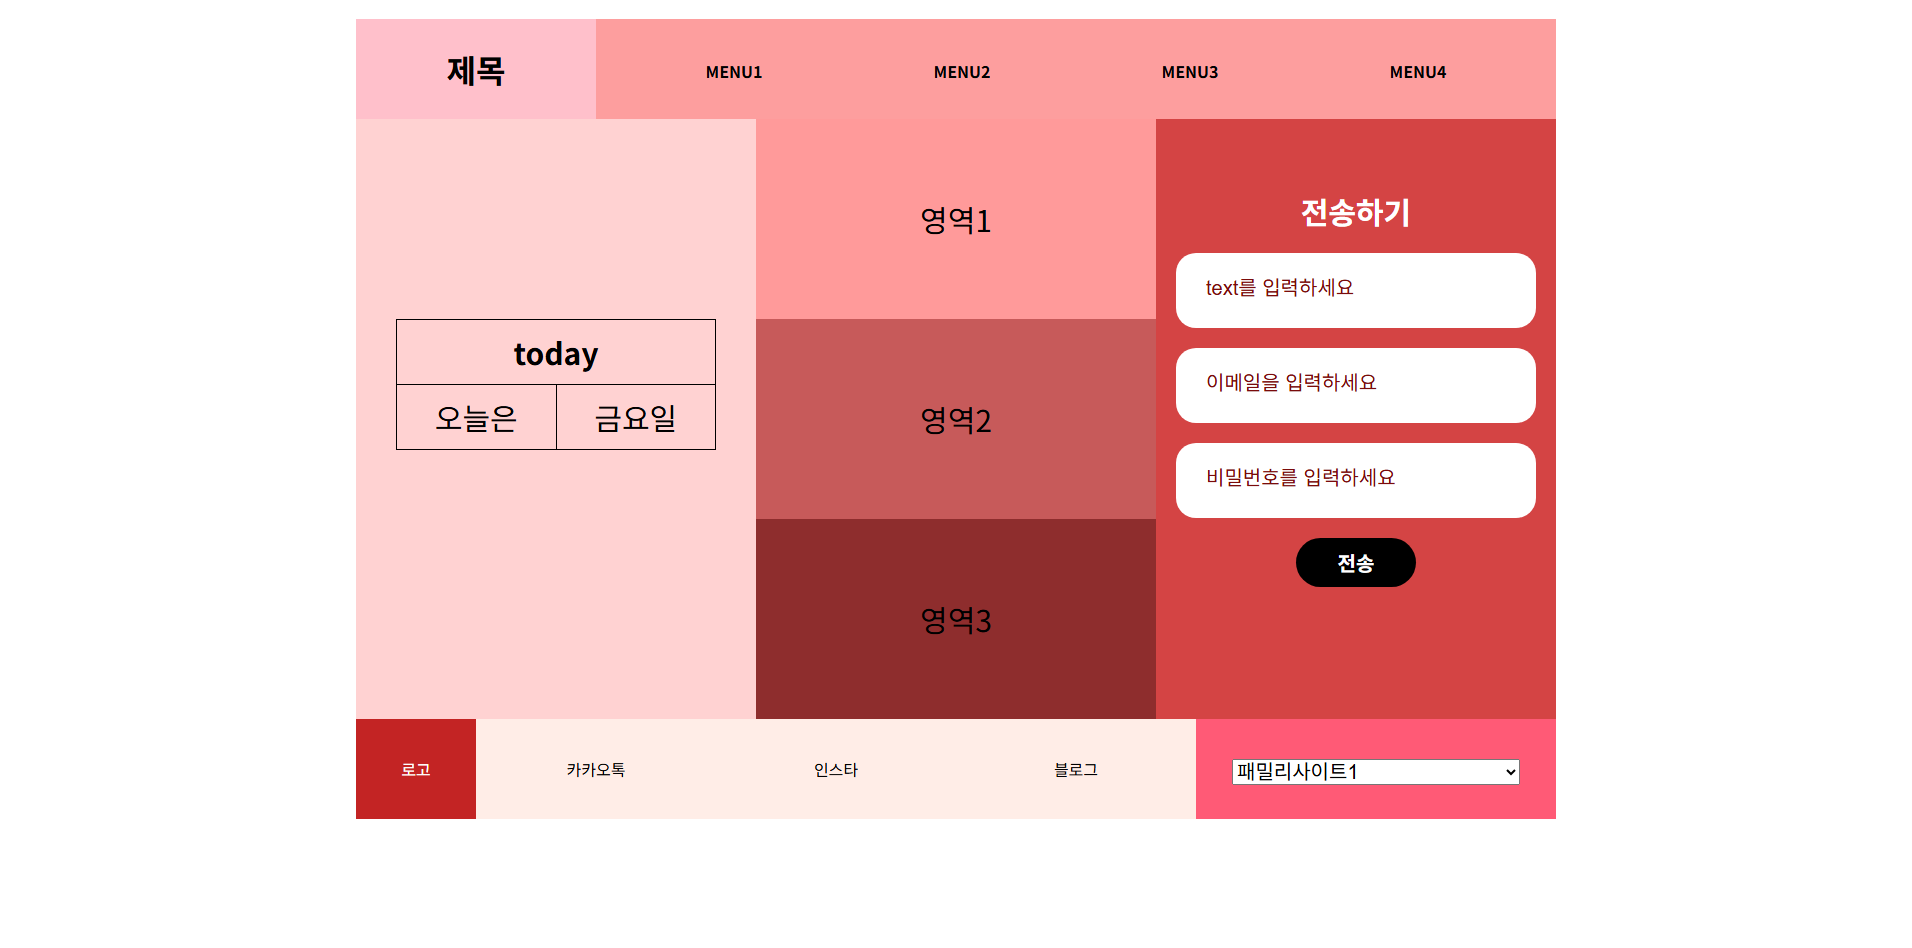 제목
MENU1 MENU2 MENU3 MENU4
today
오늘은 금요일
영역1
영역2
영역3
전송하기
text를 입력하세요
이메일을 입력하세요
비밀번호를 입력하세요
전송
로고
카카오톡 인스타 블로그
패밀리사이트1